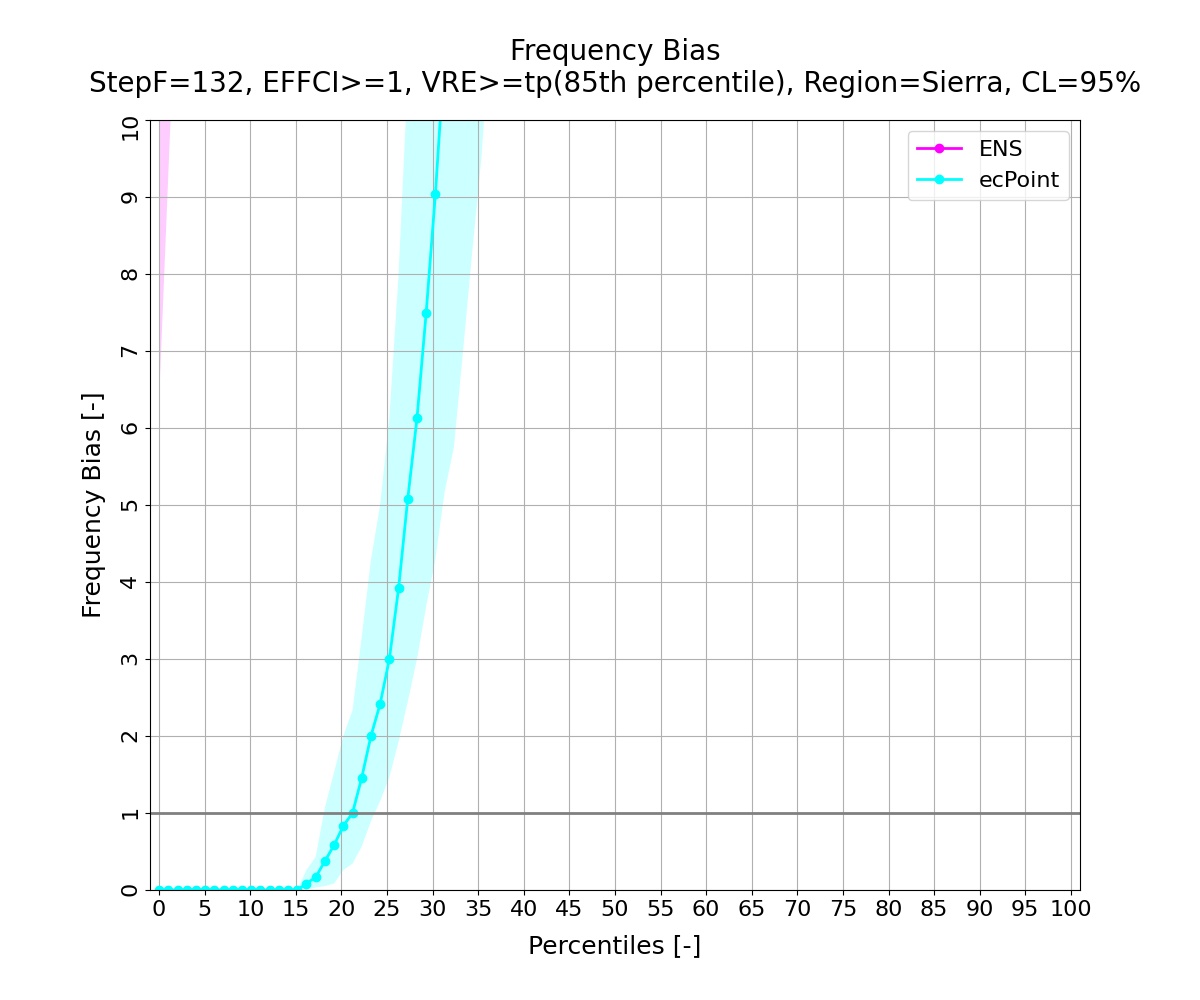 Frequency Bias
StepF=132, EFFCI>=1, VRE>=tp(85th percentile), Region=Sierra, CL=95%
10
9
8
7
6
5
4
3
2
1
0
Frequency Bias [-]
ENS
ecPoint
0 5 10 15 20 25 30 35 40 45 50 55 60 65 70 75 80 85 90 95 100
Percentiles [-]